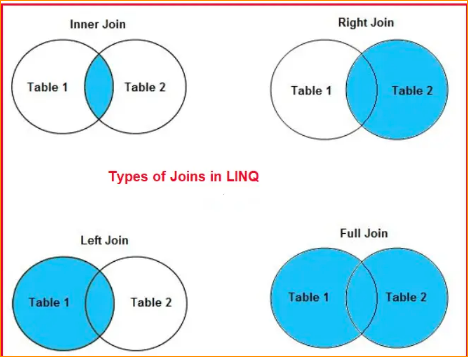 Inner Join
Right Join
Table 1
Table 2
Table 1
Table 2
Types of Joins in LINQ
Left Join
Full Join
Table 1
Table 2
Table 1
Table 2